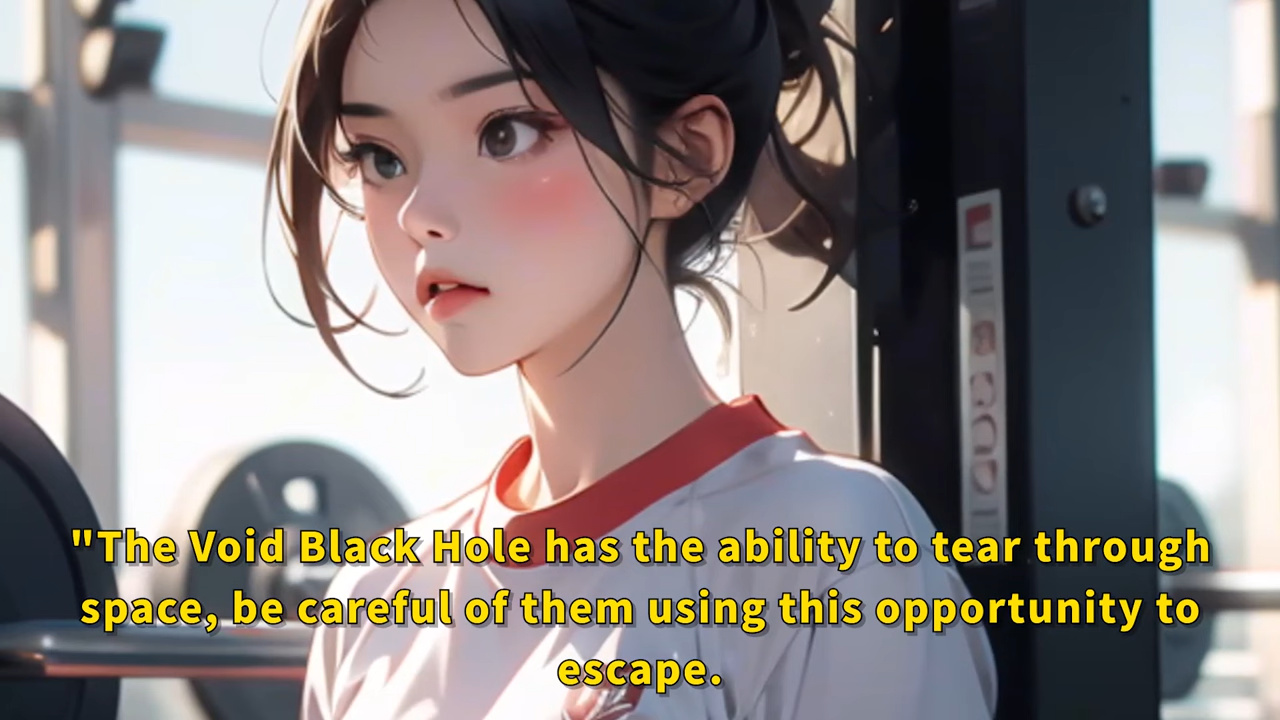 "The Void Black Hole has the ability to tear through
space, be careful of them using this opportunity to
escape.